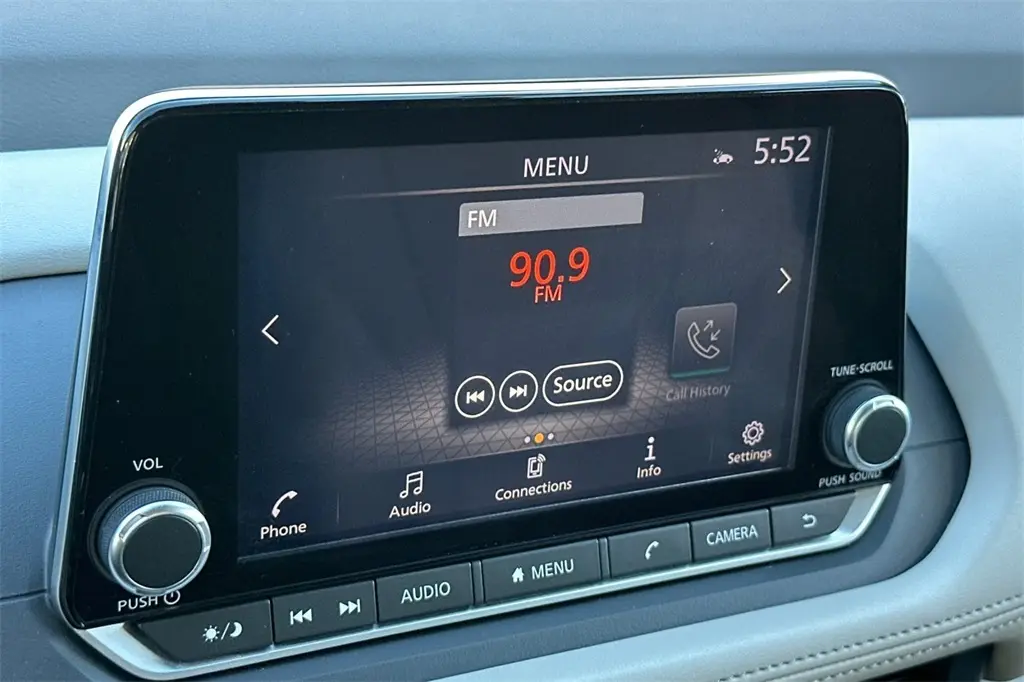 MENU
5:52
FM
90.9
FM
Source
Call History
TUNE·SCROLL
VOL
Phone
Audio
Connections
Info
Settings
PUSH SOUND
PUSH
AUDIO
MENU
CAMERA